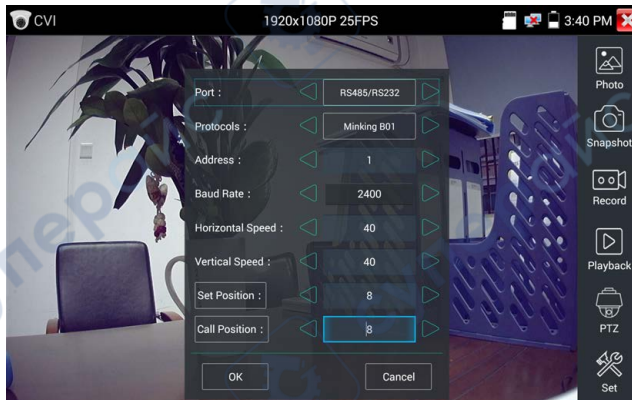 CVI 1920x1080P 25FPS 3:40 PM
Port : RS485/RS232
Protocols : Minking B01
Address : 1
Baud Rate : 2400
Horizontal Speed : 40
Vertical Speed : 40
Set Position : 8
Call Position : 8
OK Cancel
Photo
Snapshot
Record
Playback
PTZ
Set